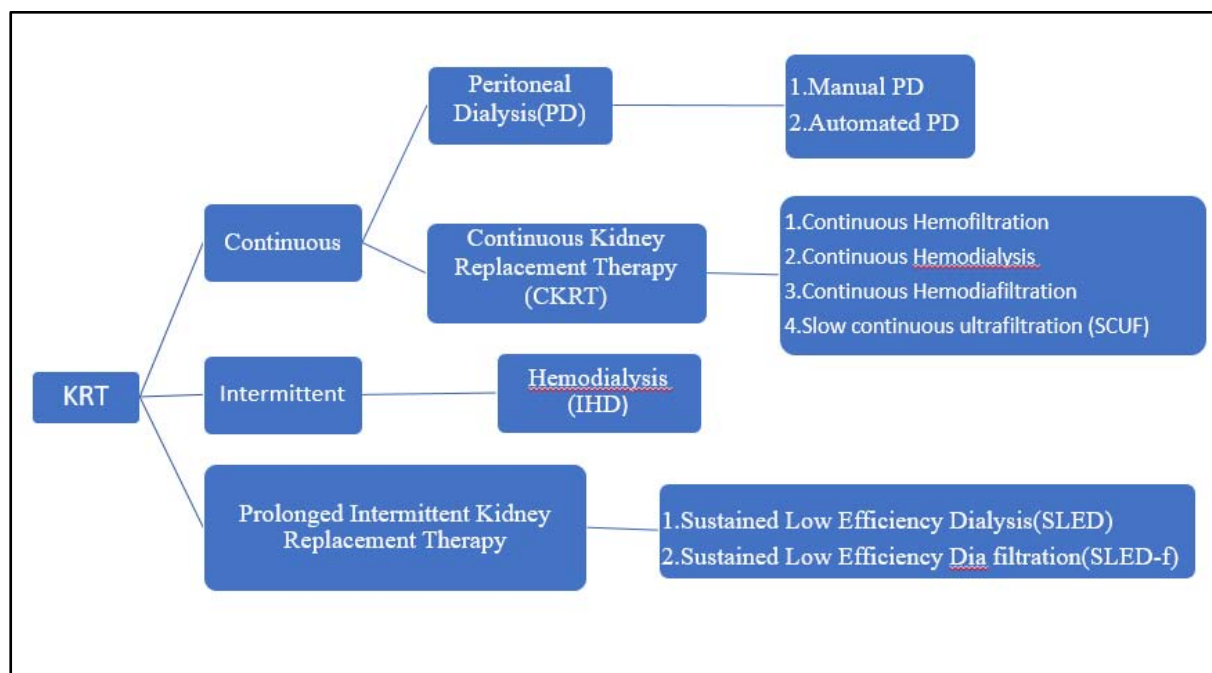 KRT
Continuous
Peritoneal
Dialysis(PD)
1.Manual PD
2.Automated PD
Continuous Kidney
Replacement Therapy
(CKRT)
1.Continuous Hemofiltration
2.Continuous Hemodialysis
3.Continuous Hemodiafiltration
4.Slow continuous ultrafiltration (SCUF)
Intermittent
Hemodialysis
(IHD)
Prolonged Intermittent Kidney
Replacement Therapy
1.Sustained Low Efficiency Dialysis(SLED)
2.Sustained Low Efficiency Dia filtration(SLED-f)